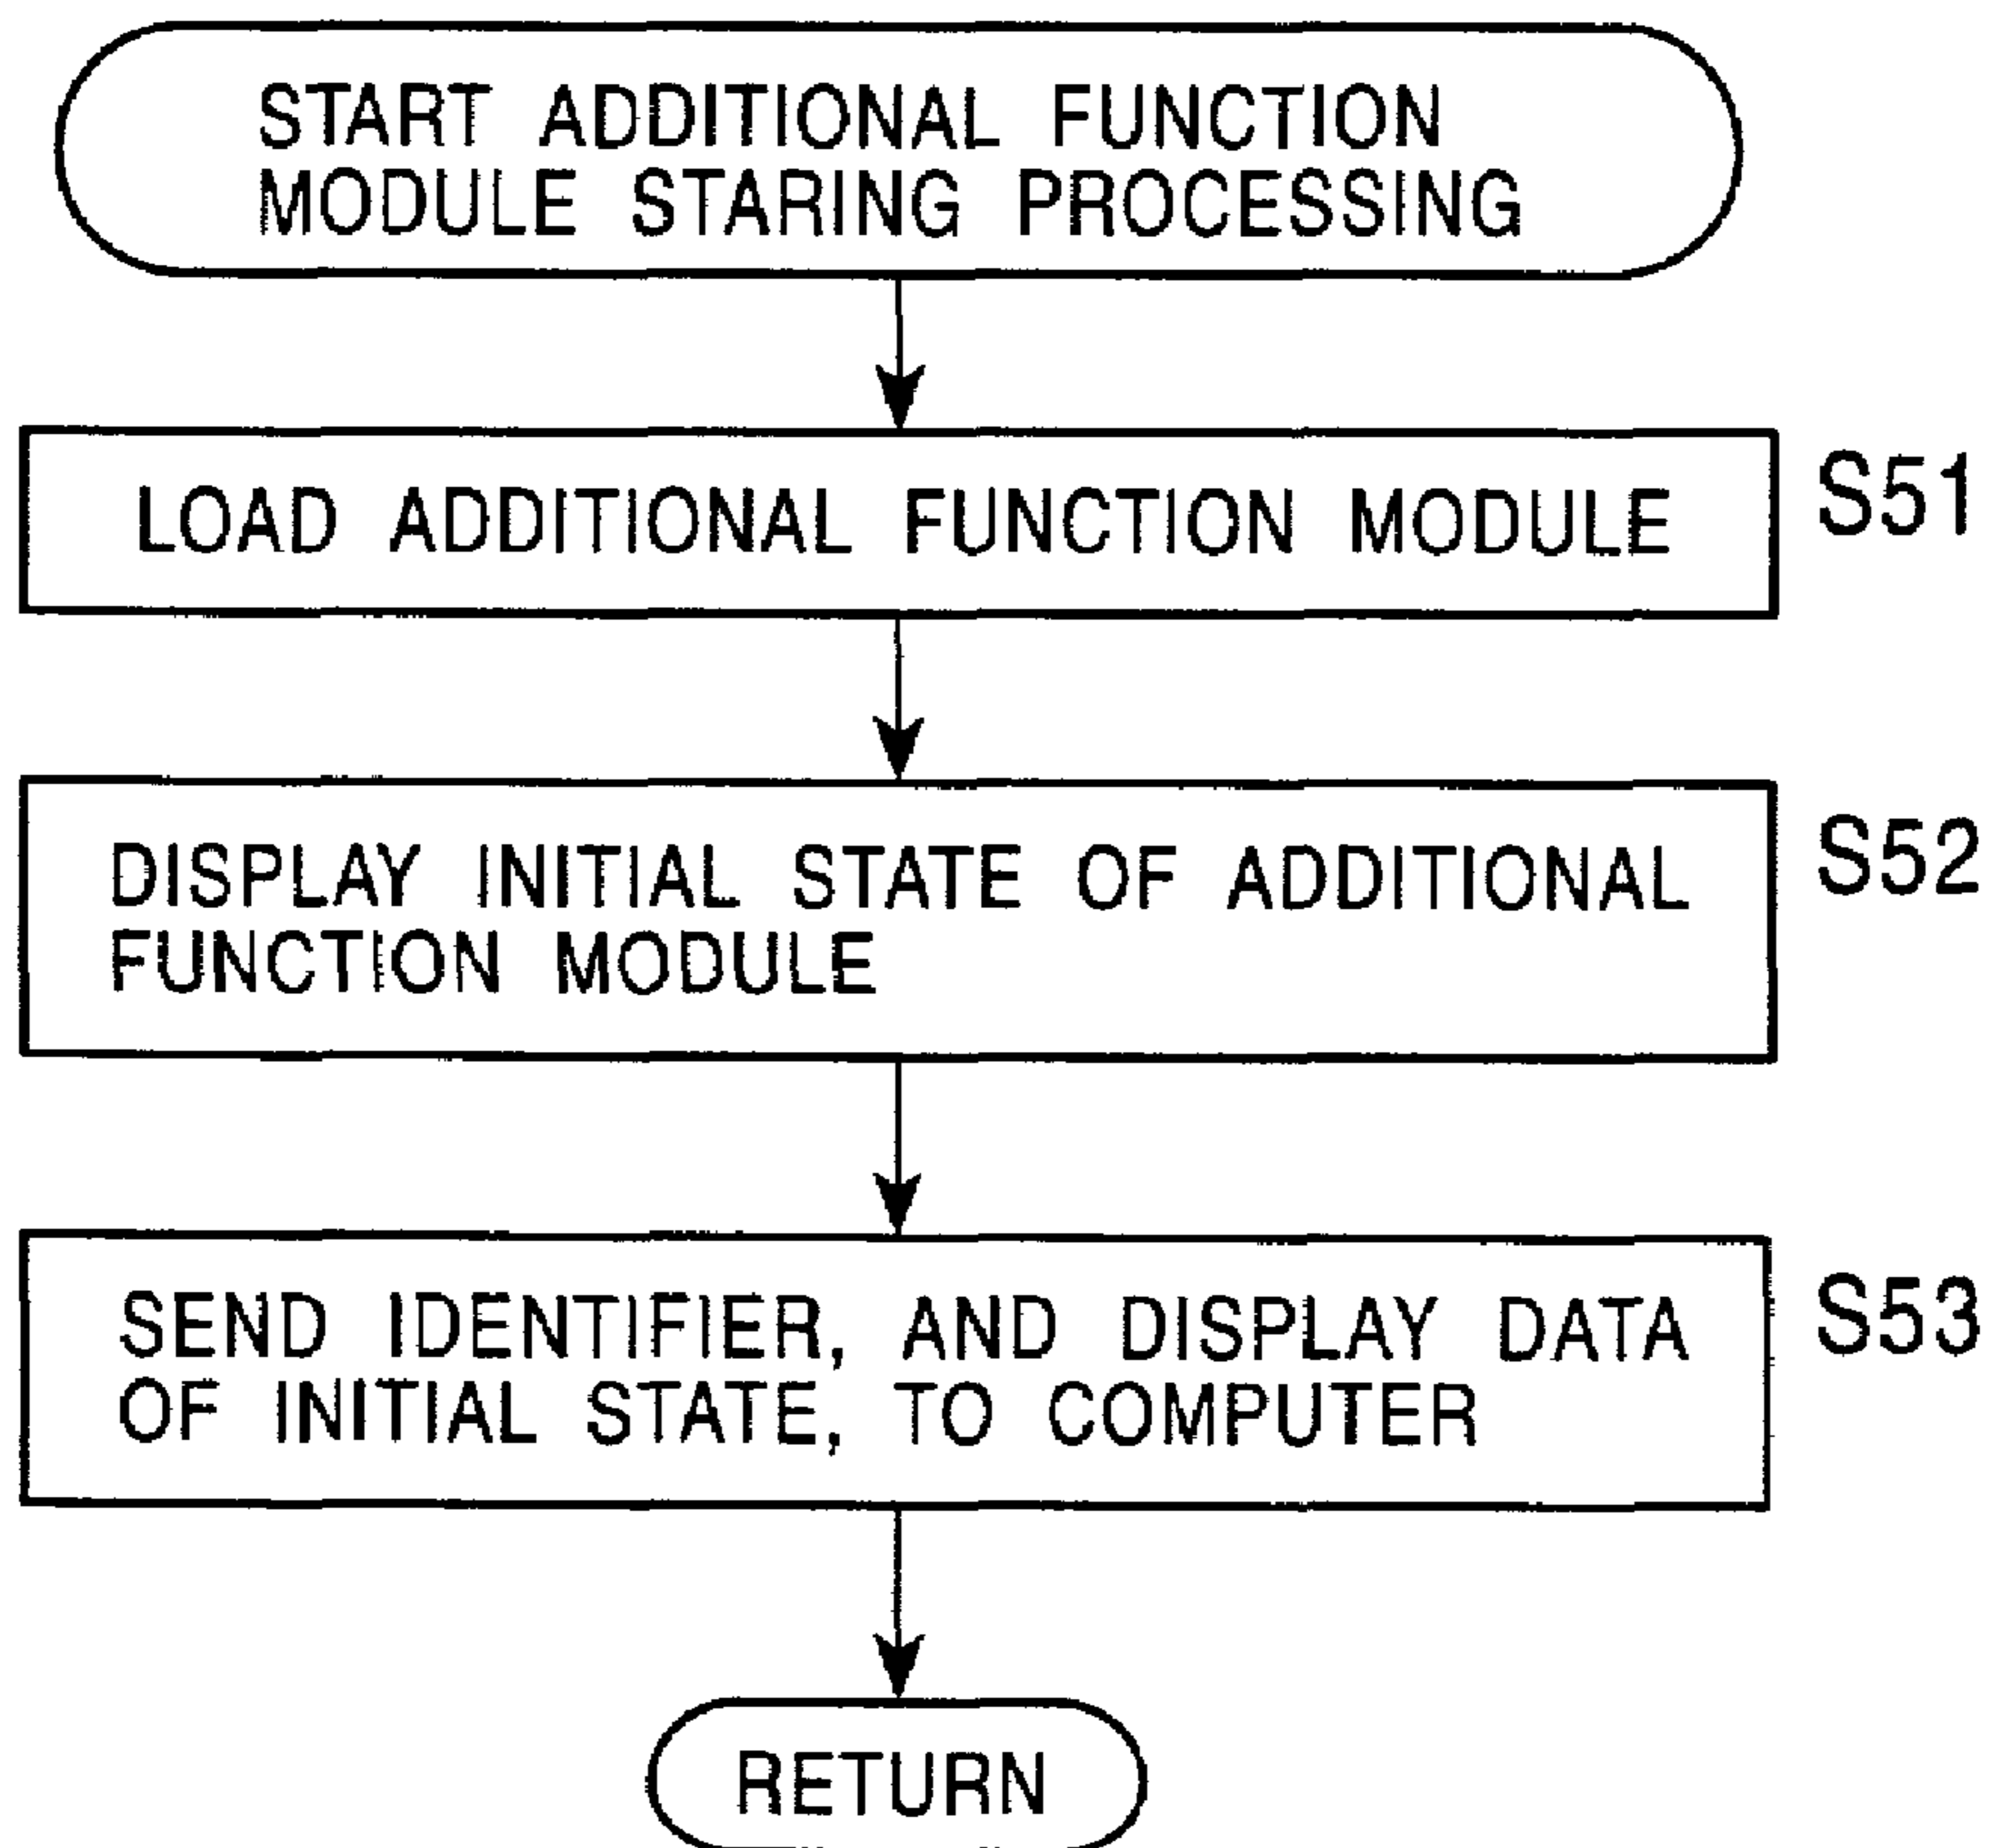 START ADDITIONAL FUNCTION
MODULE STARING PROCESSING
LOAD ADDITIONAL FUNCTION MODULE
S51
DISPLAY INITIAL STATE OF ADDITIONAL
FUNCTION MODULE
S52
SEND IDENTIFIER, AND DISPLAY DATA
OF INITIAL STATE, TO COMPUTER
S53
RETURN